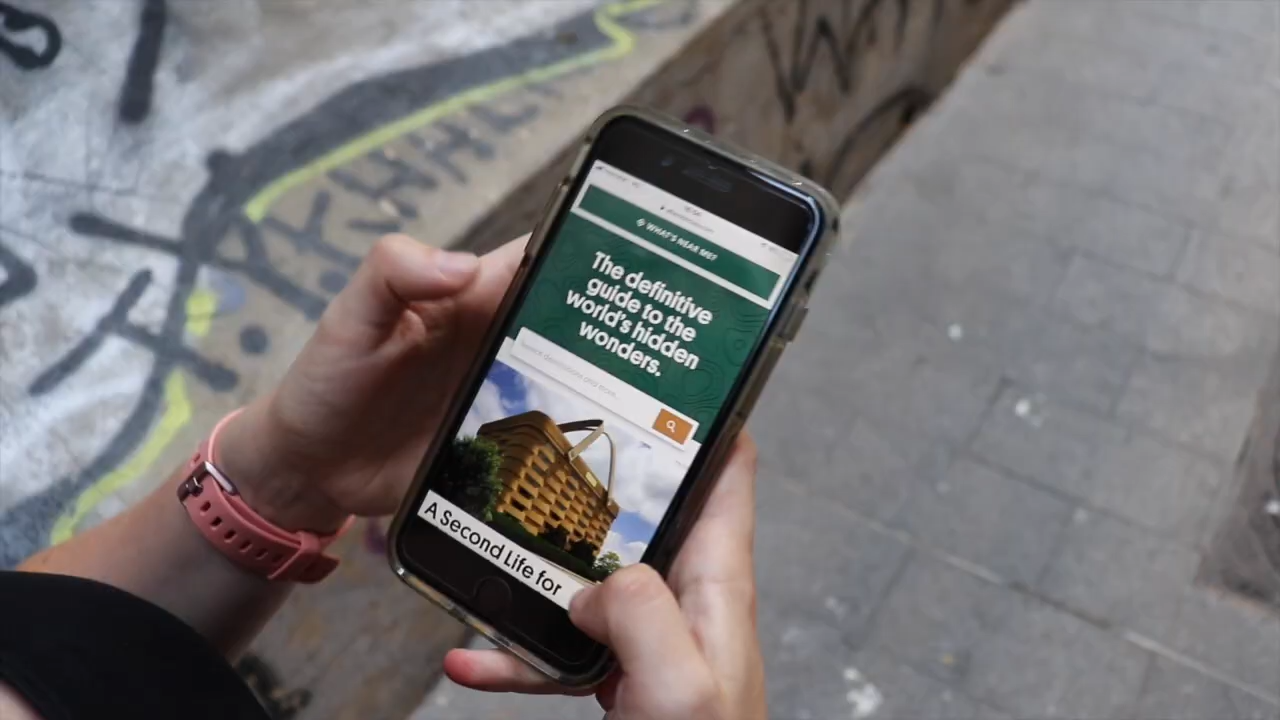 WHAT'S NEAR ME?
The definitive
guide to the
world's hidden
wonders.
A Second Life for